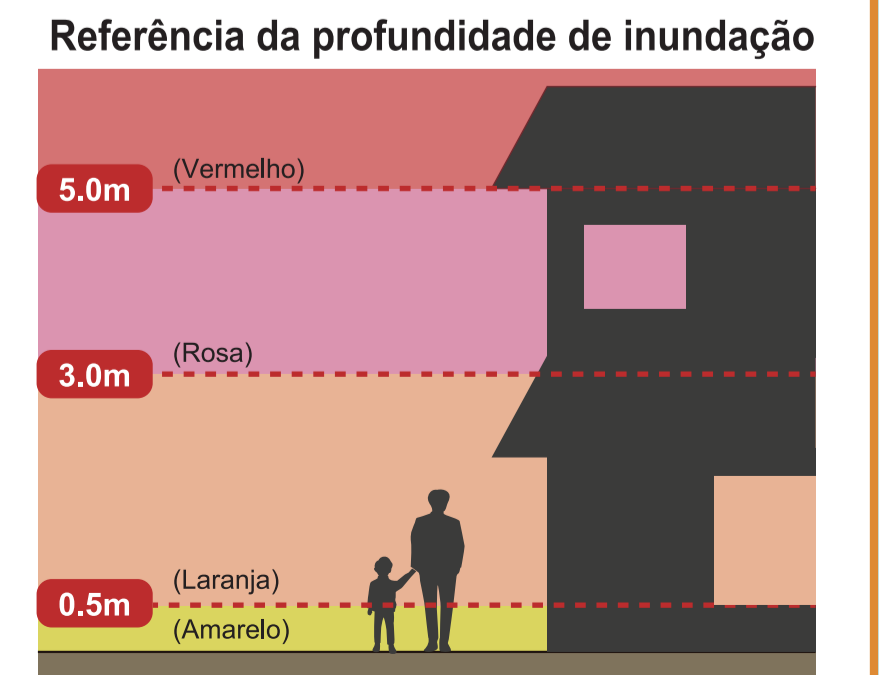 Referência da profundidade de inundação
(Vermelho)
5.0m
(Rosa)
3.0m
(Laranja)
0.5m
(Amarelo)